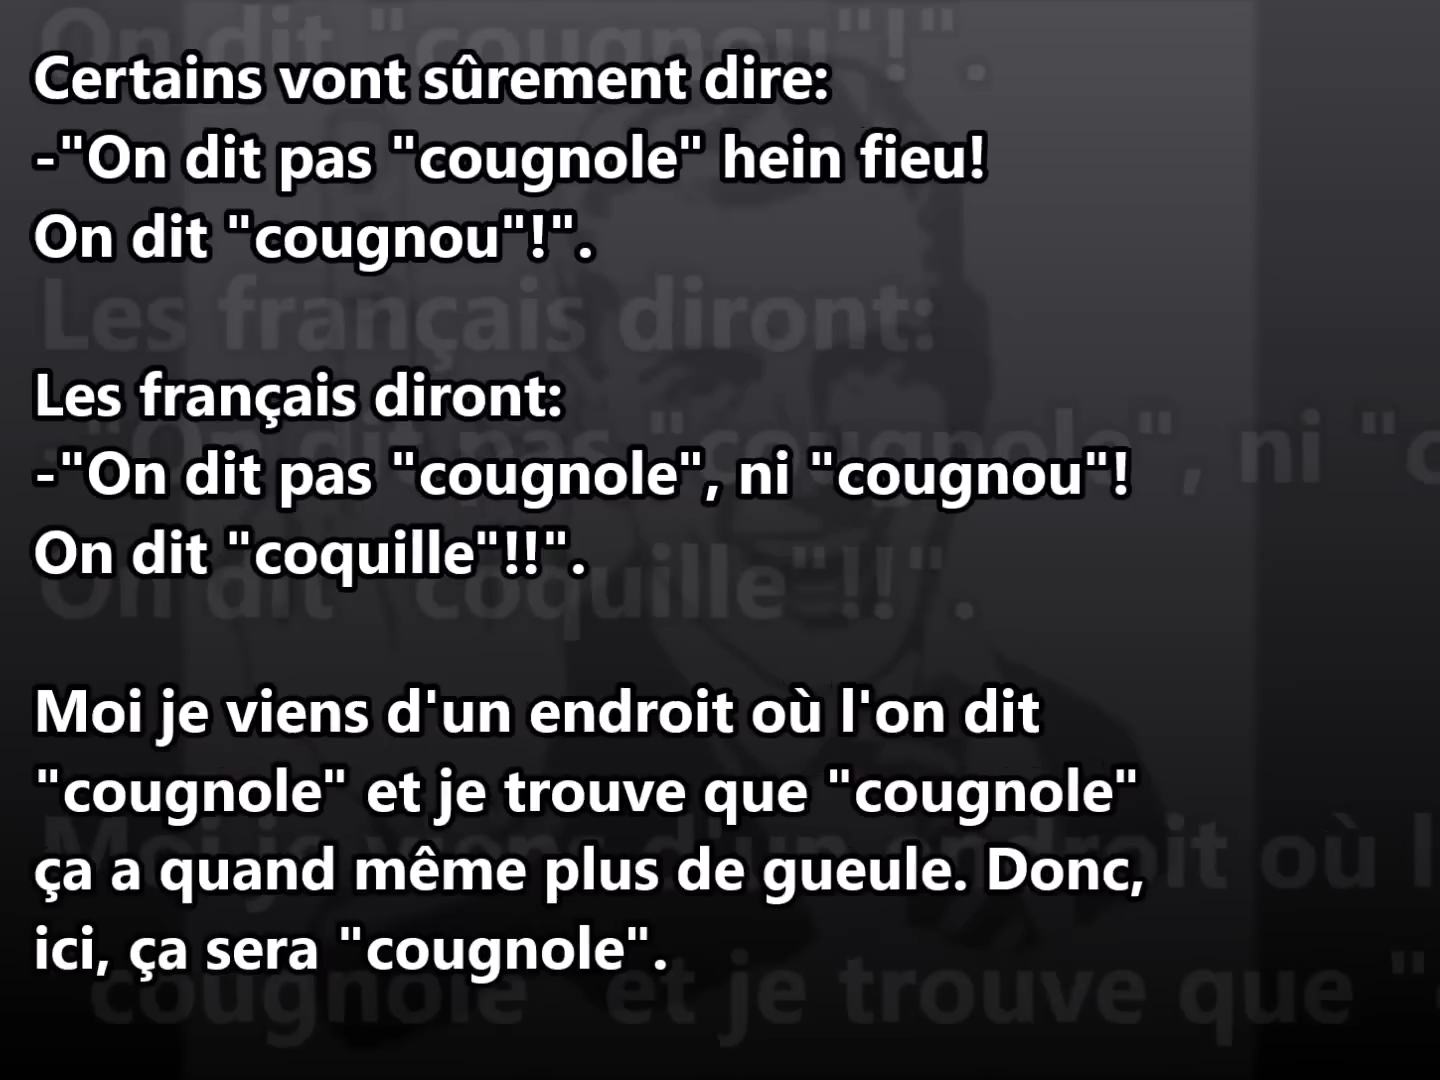 Certains vont sûrement dire:
-"On dit pas "cougnole" hein fieu!
On dit "cougnou"!".
Les français diront:
-"On dit pas "cougnole", ni "cougnou"!
On dit "coquille"!!".
Moi je viens d'un endroit où l'on dit
"cougnole" et je trouve que "cougnole"
ça a quand même plus de gueule. Donc,
ici, ça sera "cougnole".